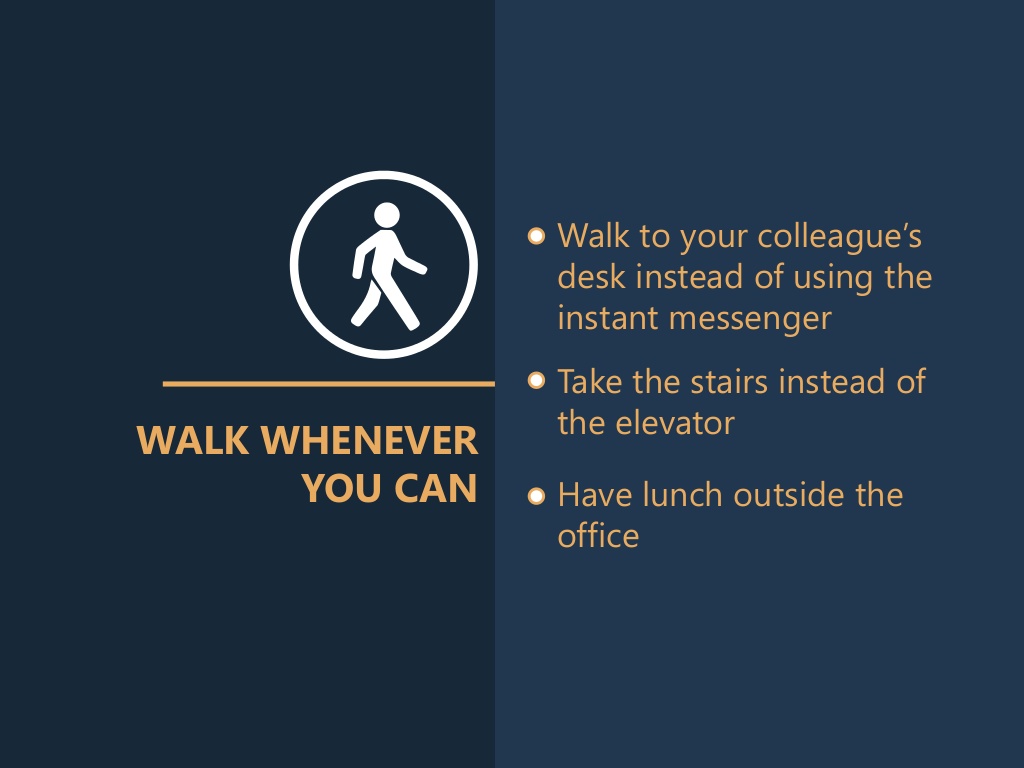 WALK WHENEVER
YOU CAN
Walk to your colleague’s
desk instead of using the
instant messenger
Take the stairs instead of
the elevator
Have lunch outside the
office